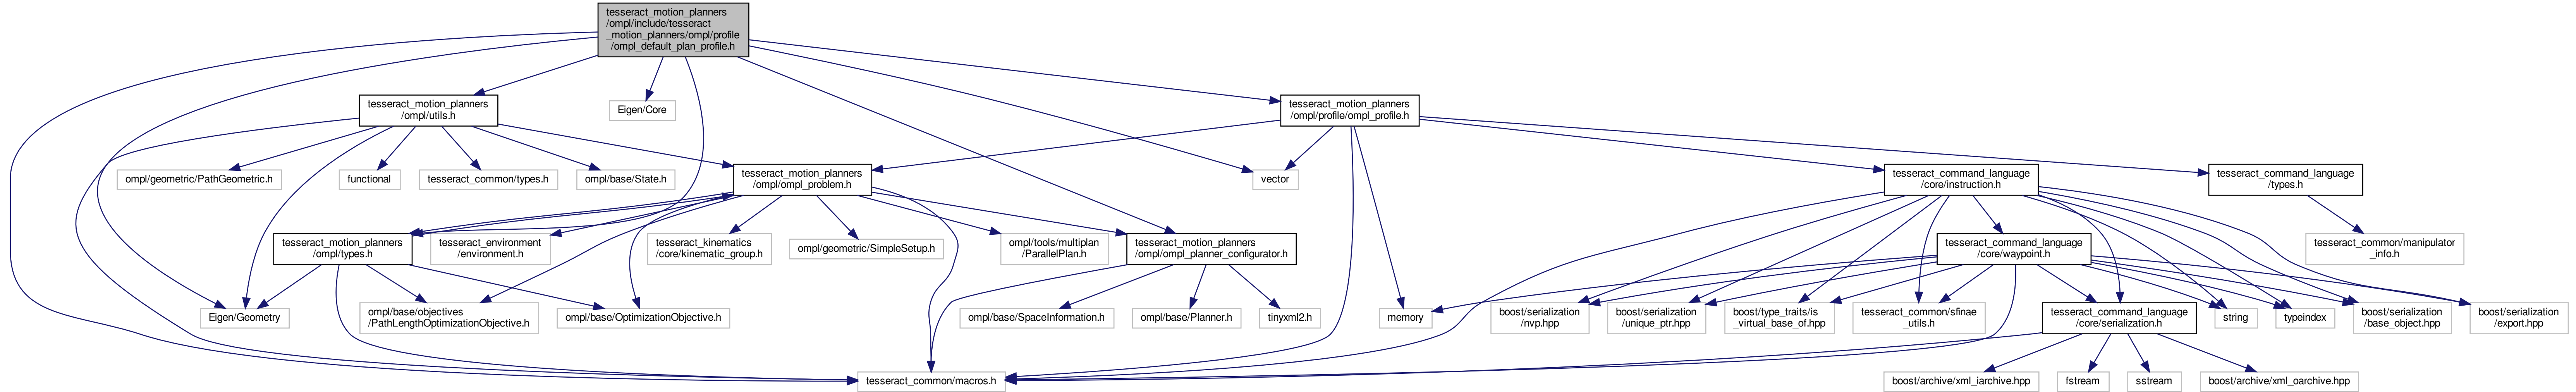 tesseract_motion_planners
/ompl/include/tesseract
_motion_planners/ompl/profile
/ompl_default_plan_profile.h
tesseract_motion_planners
/ompl/utils.h
Eigen/Core
tesseract_motion_planners
/ompl/profile/ompl_profile.h
ompl/geometric/PathGeometric.h
functional
tesseract_common/types.h
ompl/base/State.h
tesseract_motion_planners
/ompl/ompl_problem.h
vector
tesseract_command_language
/core/instruction.h
tesseract_command_language
/types.h
tesseract_motion_planners
/ompl/types.h
tesseract_environment
/environment.h
tesseract_kinematics
/core/kinematic_group.h
ompl/geometric/SimpleSetup.h
ompl/tools/multiplan
/ParallelPlan.h
tesseract_motion_planners
/ompl/ompl_planner_configurator.h
tesseract_command_language
/core/waypoint.h
tesseract_common/manipulator
_info.h
Eigen/Geometry
ompl/base/objectives
/PathLengthOptimizationObjective.h
ompl/base/OptimizationObjective.h
ompl/base/SpaceInformation.h
ompl/base/Planner.h
tinyxml2.h
memory
boost/serialization
/nvp.hpp
boost/serialization
/unique_ptr.hpp
boost/type_traits/is
_virtual_base_of.hpp
tesseract_common/sfinae
_utils.h
tesseract_command_language
/core/serialization.h
string
typeindex
boost/serialization
/base_object.hpp
boost/serialization
/export.hpp
tesseract_common/macros.h
boost/archive/xml_iarchive.hpp
fstream
sstream
boost/archive/xml_oarchive.hpp